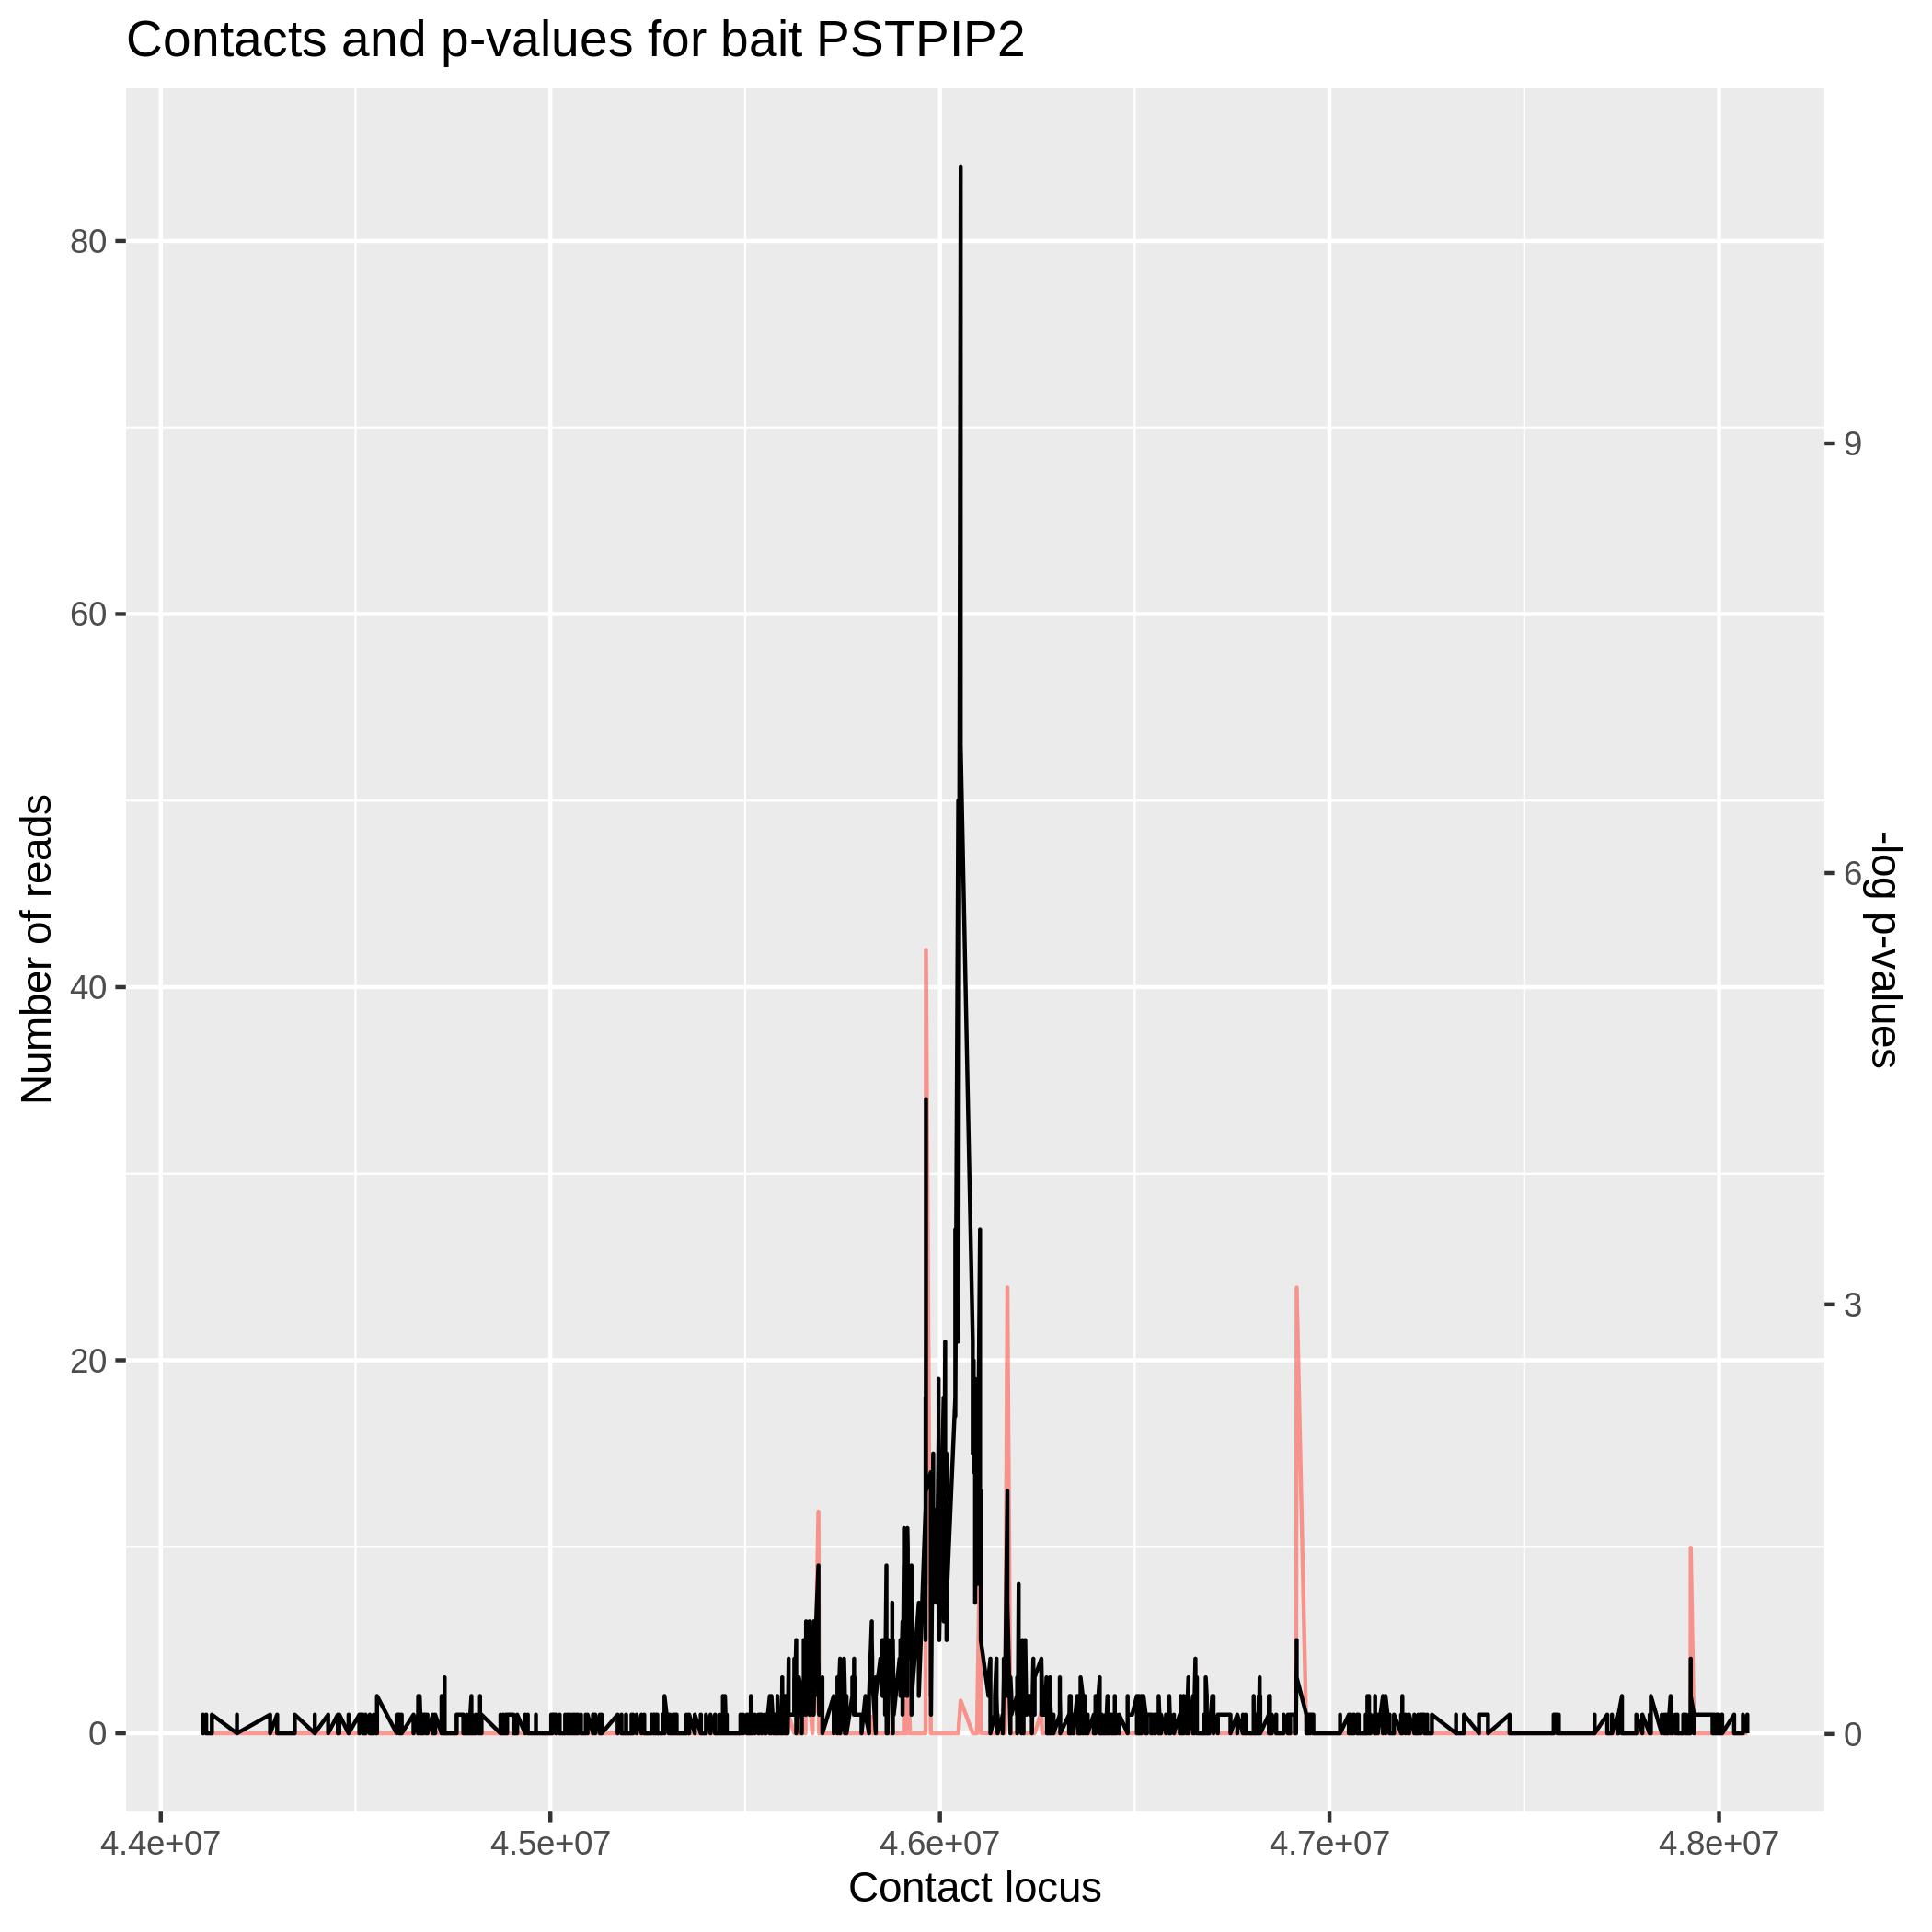 Contacts and p-values for bait PSTPIP2
80
60
40
20
0
Number of reads
9
6
3
0
-log p-values
4.4e+07
4.5e+07
4.6e+07
4.7e+07
4.8e+07
Contact locus